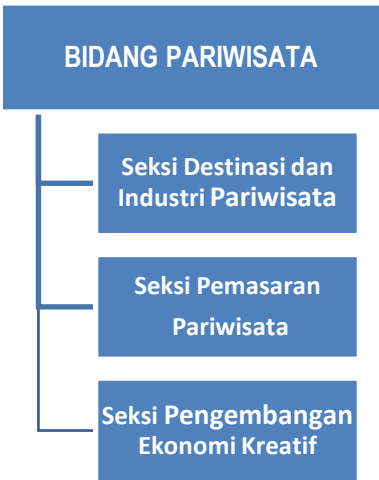 BIDANG PARIWISATA
Seksi Destinasi dan
Industri Pariwisata
Seksi Pemasaran
Pariwisata
Seksi Pengembangan
Ekonomi Kreatif